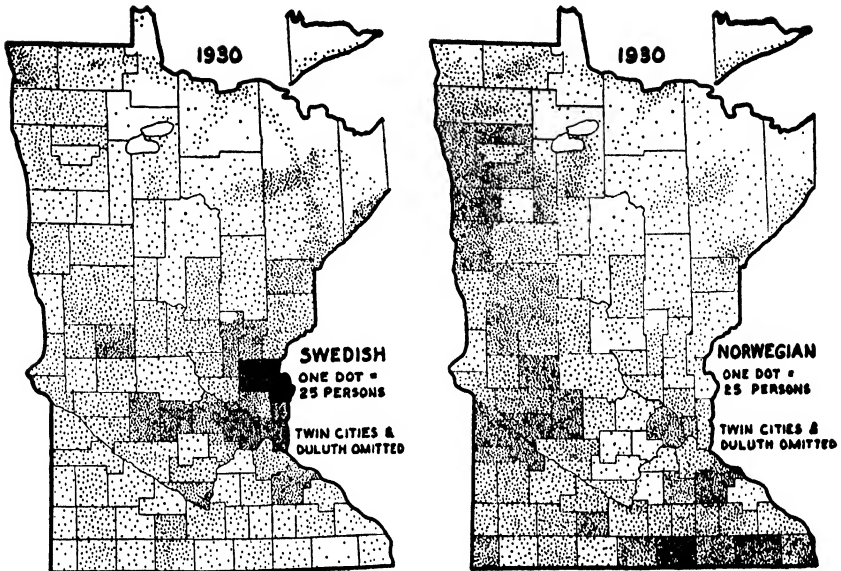 1930
SWEDISH
ONE DOT =
25 PERSONS
TWIN CITIES &
DULUTH OMITTED
1930
NORWEGIAN
ONE DOT =
25 PERSONS
TWIN CITIES &
DULUTH OMITTED